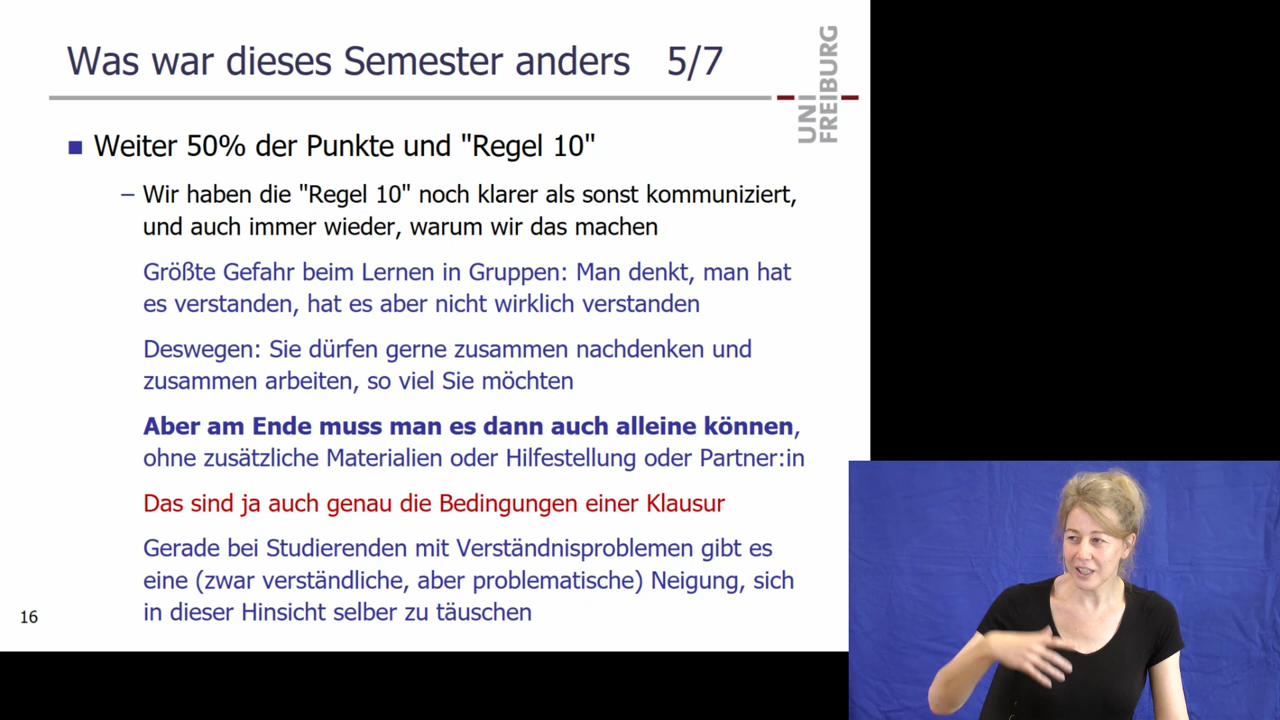 Was war dieses Semester anders 5/7
UNI
FREIBURG
■ Weiter 50% der Punkte und "Regel 10"
– Wir haben die "Regel 10" noch klarer als sonst kommuniziert,
und auch immer wieder, warum wir das machen
Größte Gefahr beim Lernen in Gruppen: Man denkt, man hat
es verstanden, hat es aber nicht wirklich verstanden
Deswegen: Sie dürfen gerne zusammen nachdenken und
zusammen arbeiten, so viel Sie möchten
Aber am Ende muss man es dann auch alleine können,
ohne zusätzliche Materialien oder Hilfestellung oder Partner:in
Das sind ja auch genau die Bedingungen einer Klausur
Gerade bei Studierenden mit Verständnisproblemen gibt es
eine (zwar verständliche, aber problematische) Neigung, sich
in dieser Hinsicht selber zu täuschen
16